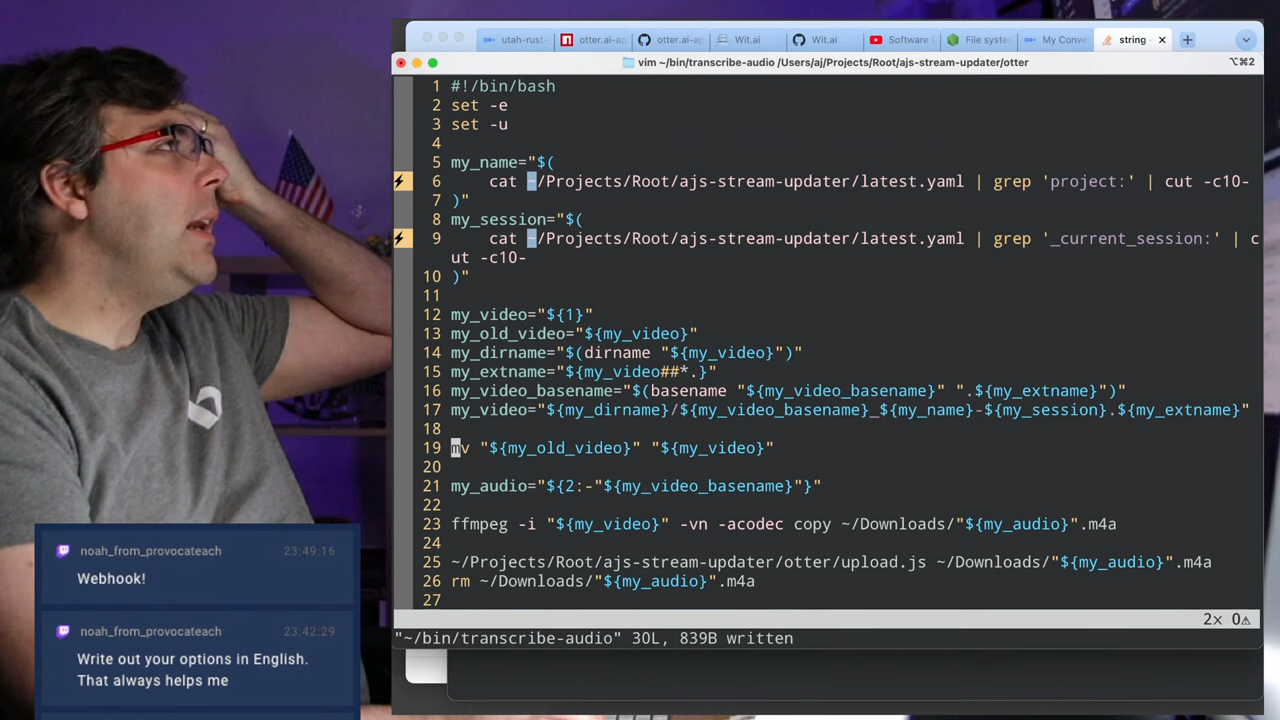 utah-rust-
otter.ai-ap
otter.ai-ap
Wit.ai
Wit.ai
Software
File syste
My Conve
string -
vim ~/bin/transcribe-audio /Users/aj/Projects/Root/ajs-stream-updater/otter
⌥⌘2
1 #!/bin/bash
2 set -e
3 set -u
4
5 my_name="$(
6 cat ~/Projects/Root/ajs-stream-updater/latest.yaml | grep 'project:' | cut -c10-
7 )"
8 my_session="$(
9 cat ~/Projects/Root/ajs-stream-updater/latest.yaml | grep '_current_session:' | c
ut -c10-
10 )"
11
12 my_video="${1}"
13 my_old_video="${my_video}"
14 my_dirname="$(dirname "${my_video}")"
15 my_extname="${my_video##*.}"
16 my_video_basename="$(basename "${my_video_basename}" ".${my_extname}")"
17 my_video="${my_dirname}/${my_video_basename}_${my_name}-${my_session}.${my_extname}"
18
19 mv "${my_old_video}" "${my_video}"
20
21 my_audio="${2:-"${my_video_basename}"}"
22
23 ffmpeg -i "${my_video}" -vn -acodec copy ~/Downloads/"${my_audio}".m4a
24
25 ~/Projects/Root/ajs-stream-updater/otter/upload.js ~/Downloads/"${my_audio}".m4a
26 rm ~/Downloads/"${my_audio}".m4a
27
2× 0⚠
"~/bin/transcribe-audio" 30L, 839B written
noah_from_provocateach 23:49:16
Webhook!
noah_from_provocateach 23:42:29
Write out your options in English.
That always helps me